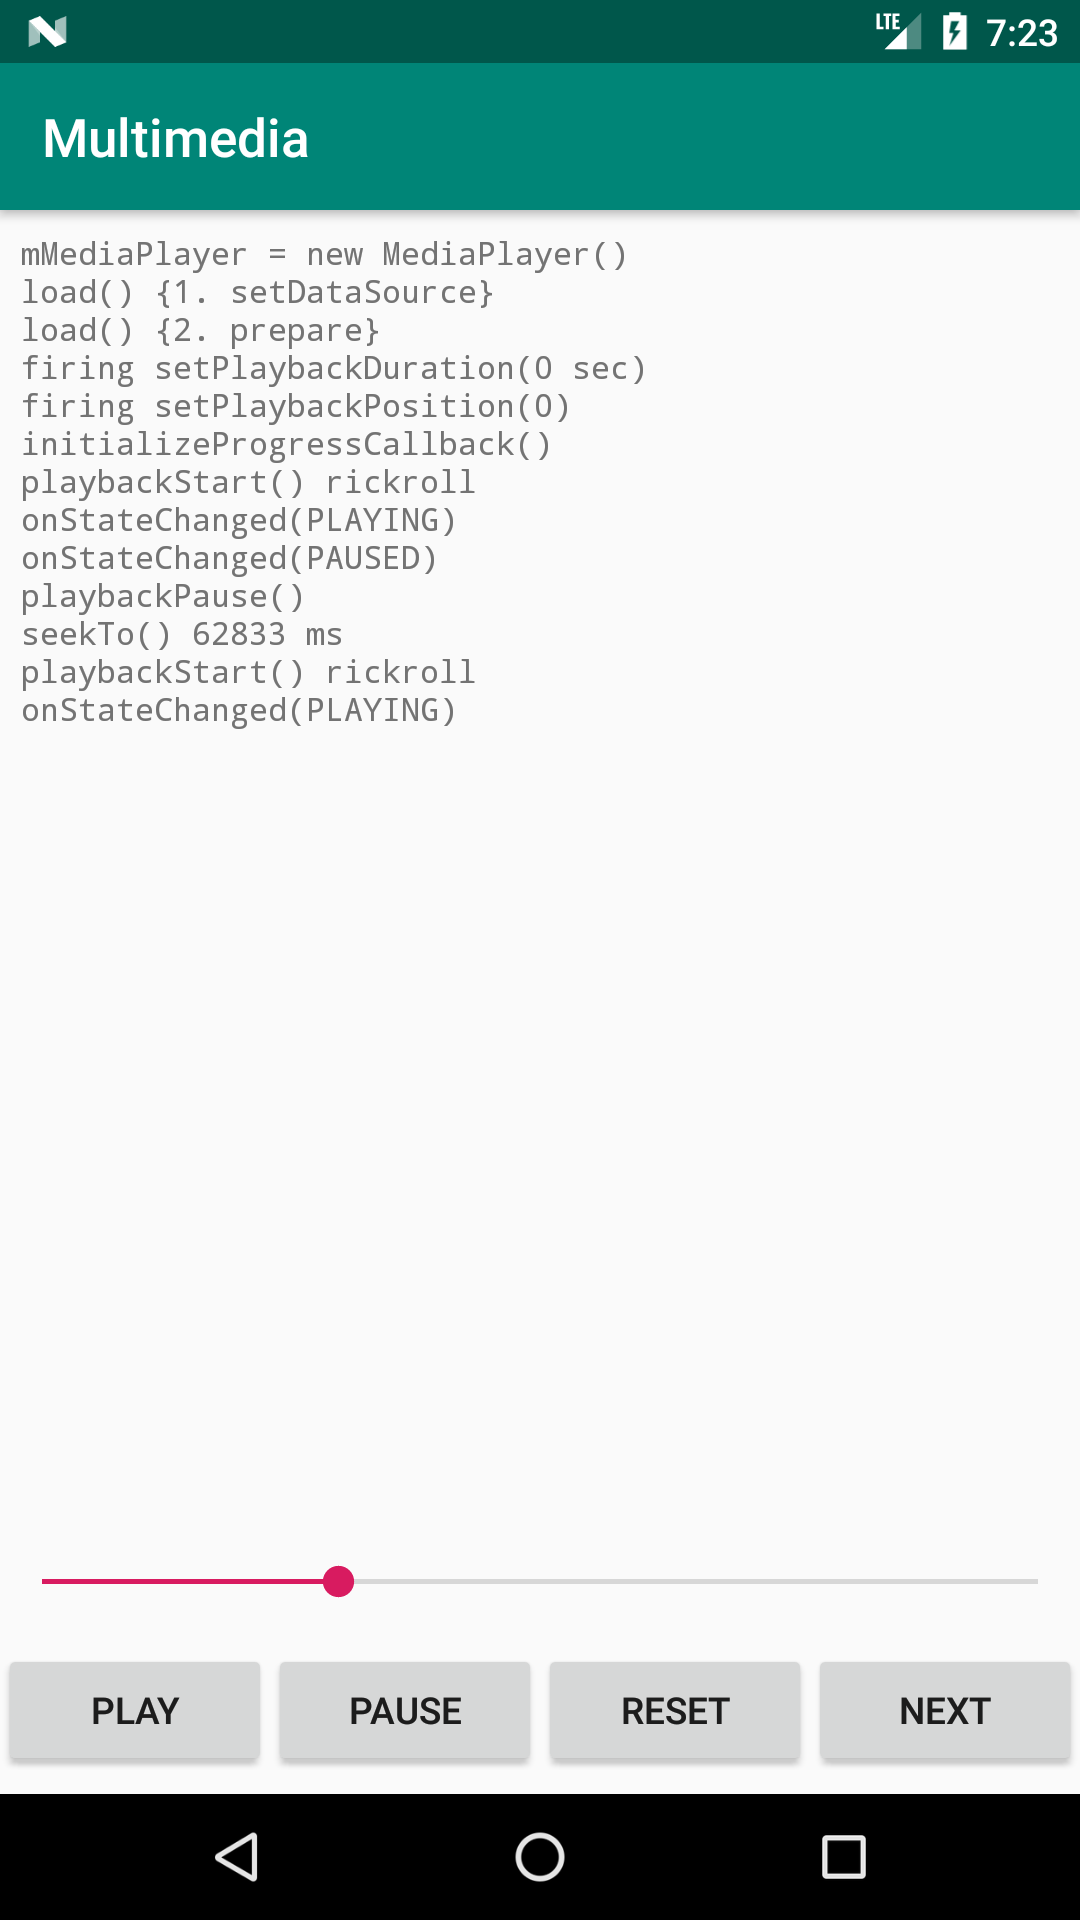 LTE 7:23
Multimedia
mMediaPlayer = new MediaPlayer()
load() {1. setDataSource}
load() {2. prepare}
firing setPlaybackDuration(0 sec)
firing setPlaybackPosition(0)
initializeProgressCallback()
playbackStart() rickroll
onStateChanged(PLAYING)
onStateChanged(PAUSED)
playbackPause()
seekTo() 62833 ms
playbackStart() rickroll
onStateChanged(PLAYING)
PLAY PAUSE RESET NEXT